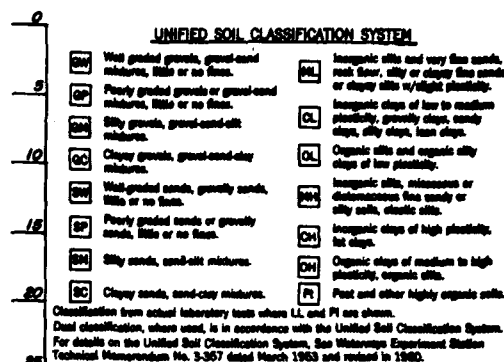 0
UNIFIED SOIL CLASSIFICATION SYSTEM
GW
Well graded gravels, gravel-sand
mixtures, little or no fines.
5
GP
Poorly graded gravels or gravel-sand
mixtures, little or no fines.
GM
Silty gravels, gravel-sand-silt
mixtures.
10
GC
Clayey gravels, gravel-sand-clay
mixtures.
SW
Well-graded sands, gravelly sands,
little or no fines.
15
SP
Poorly graded sands or gravelly
sands, little or no fines.
SM
Silty sands, sand-silt mixtures.
20
SC
Clayey sands, sand-clay mixtures.
ML
Inorganic silts and very fine sands,
rock flour, silty or clayey fine sands
or clayey silts w/slight plasticity.
CL
Inorganic clays of low to medium
plasticity, gravelly clays, sandy
clays, silty clays, lean clays.
OL
Organic silts and organic silty
clays of low plasticity.
MH
Inorganic silts, micaceous or
diatomaceous fine sandy or
silty soils, elastic silts.
CH
Inorganic clays of high plasticity,
fat clays.
OH
Organic clays of medium to high
plasticity, organic silts.
Pt
Peat and other highly organic soils.
Classification from actual laboratory tests where LL and PI are shown.
Dual classification, where used, is in accordance with the Unified Soil Classification System.
For details on the Unified Soil Classification System, See Waterways Experiment Station
Technical Memorandum No. 3-357 dated March 1953 and revised in 1960.